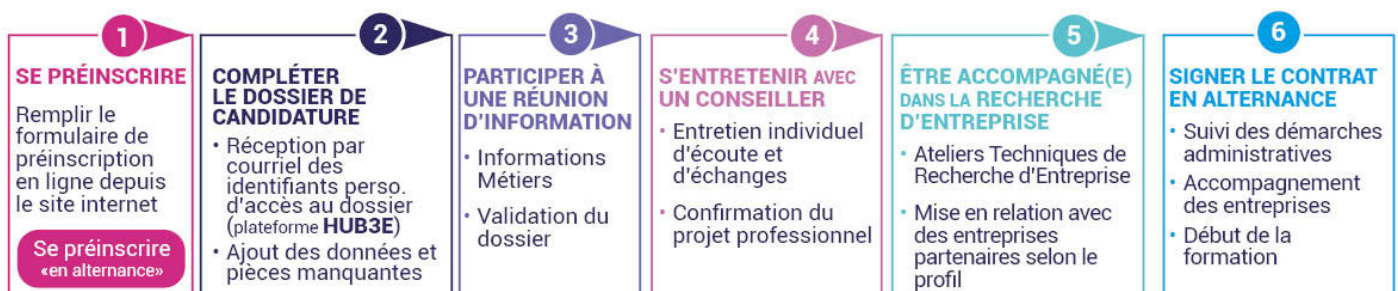 1
SE PRÉINSCRIRE
Remplir le
formulaire de
préinscription
en ligne depuis
le site internet
Se préinscrire
«en alternance»
2
COMPLÉTER
LE DOSSIER DE
CANDIDATURE
• Réception par
courriel des
identifiants perso.
d'accès au dossier
(plateforme HUB3E)
• Ajout des données et
pièces manquantes
3
PARTICIPER À
UNE RÉUNION
D'INFORMATION
• Informations
Métiers
• Validation du
dossier
4
S'ENTRETENIR AVEC
UN CONSEILLER
• Entretien individuel
d'écoute et
d'échanges
• Confirmation du
projet professionnel
5
ÊTRE ACCOMPAGNÉ(E)
DANS LA RECHERCHE
D'ENTREPRISE
• Ateliers Techniques de
Recherche d'Entreprise
• Mise en relation avec
des entreprises
partenaires selon le
profil
6
SIGNER LE CONTRAT
EN ALTERNANCE
• Suivi des démarches
administratives
• Accompagnement
des entreprises
• Début de la
formation